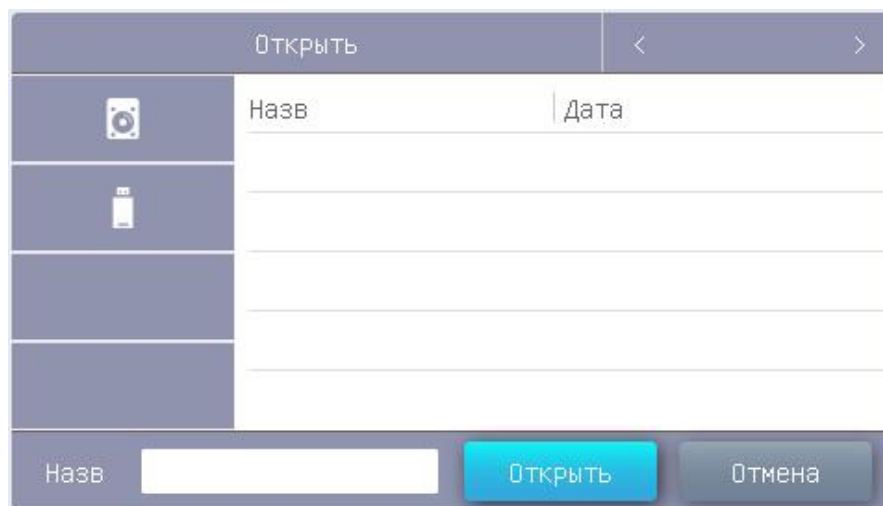 Открыть < >
Назв Дата
Назв Открыть Отмена